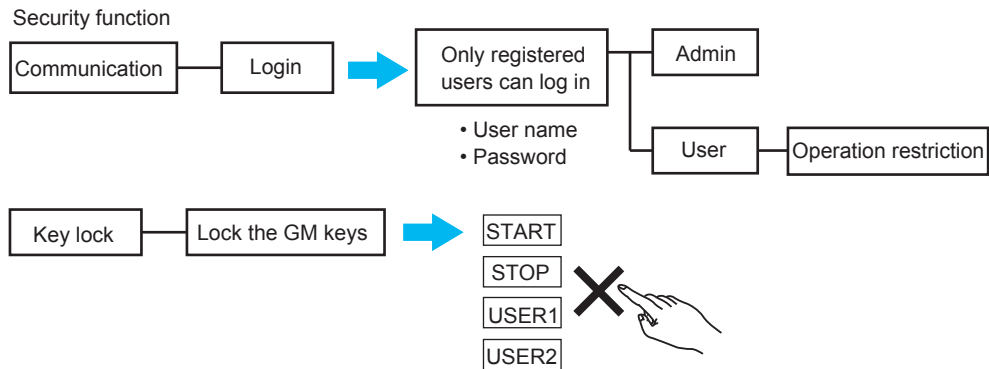 Security function
Communication
Login
Only registered
users can log in
• User name
• Password
Admin
User
Operation restriction
Key lock
Lock the GM keys
START
STOP
USER1
USER2